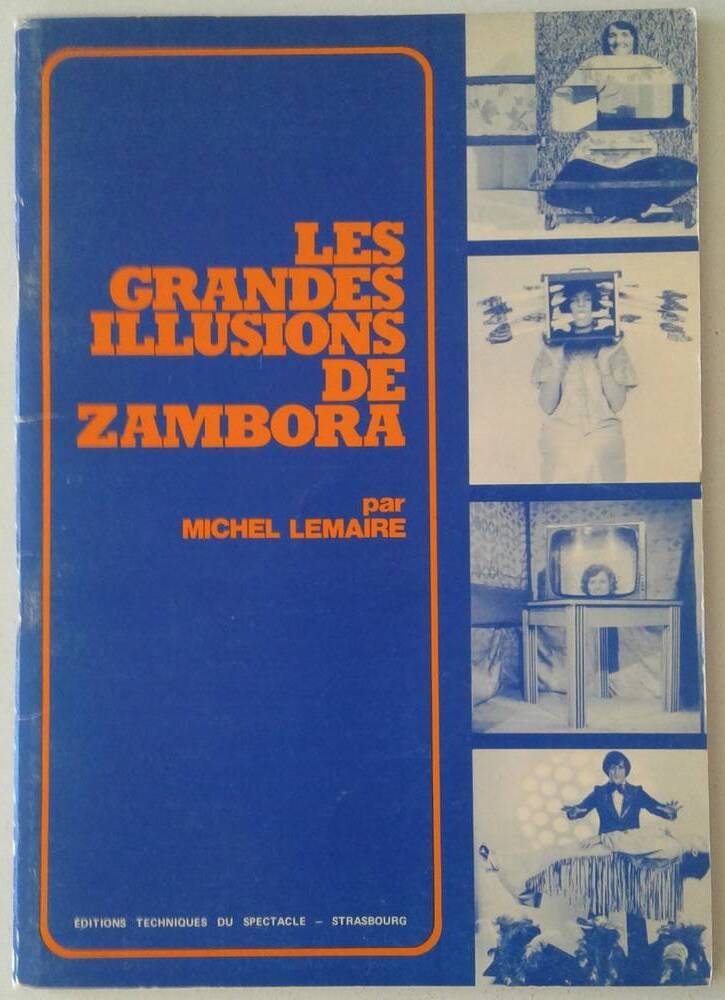 LES
GRANDES
ILLUSIONS
DE
ZAMBORA
par
MICHEL LEMAIRE
ÉDITIONS TECHNIQUES DU SPECTACLE – STRASBOURG